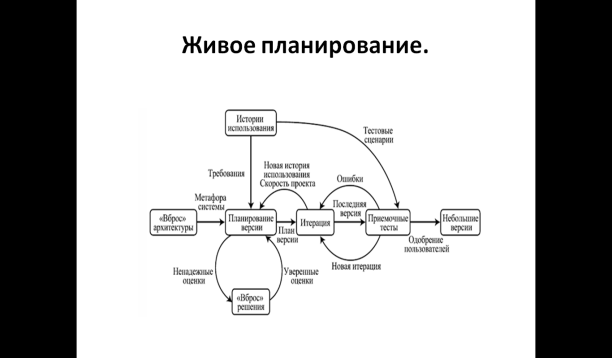 Живое планирование.
Истории
использования
Тестовые
сценарии
Требования
Новая история
использования
Скорость проекта
Ошибки
Метафора
системы
Последняя
версия
«Вброс»
архитектуры
Планирование
версии
План
версии
Итерация
Приемочные
тесты
Небольшие
версии
Одобрение
пользователей
Ненадежные
оценки
Уверенные
оценки
Новая итерация
«Вброс»
решения